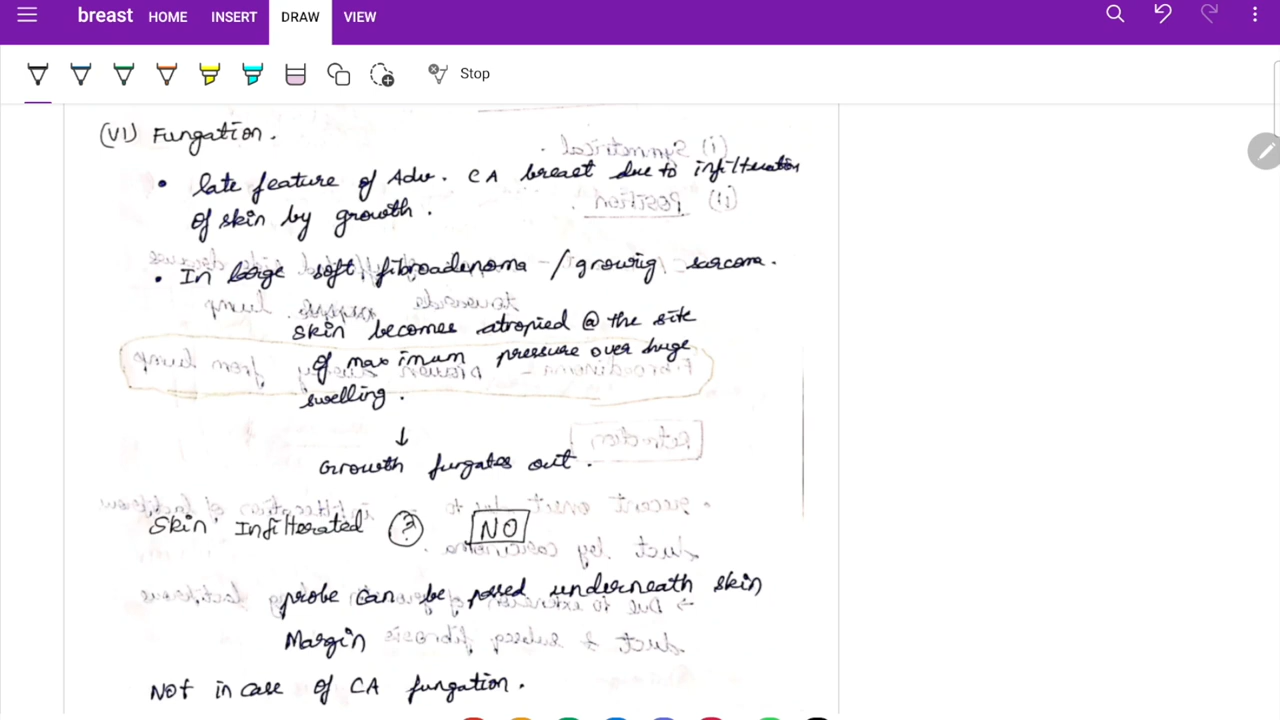 breast HOME INSERT DRAW VIEW
Stop
(VI) Fungation.
• late feature of Adv. CA breast due to infilteration
of skin by growth.
• In large soft fibroadenoma /growing sarcoma.
skin becomes atropied @ the site
of maximum pressure over huge
swelling.
↓
Growth fungates out.
Skin Infilterated ? NO
probe can be passed underneath skin
Margin
Not in case of CA fungation.